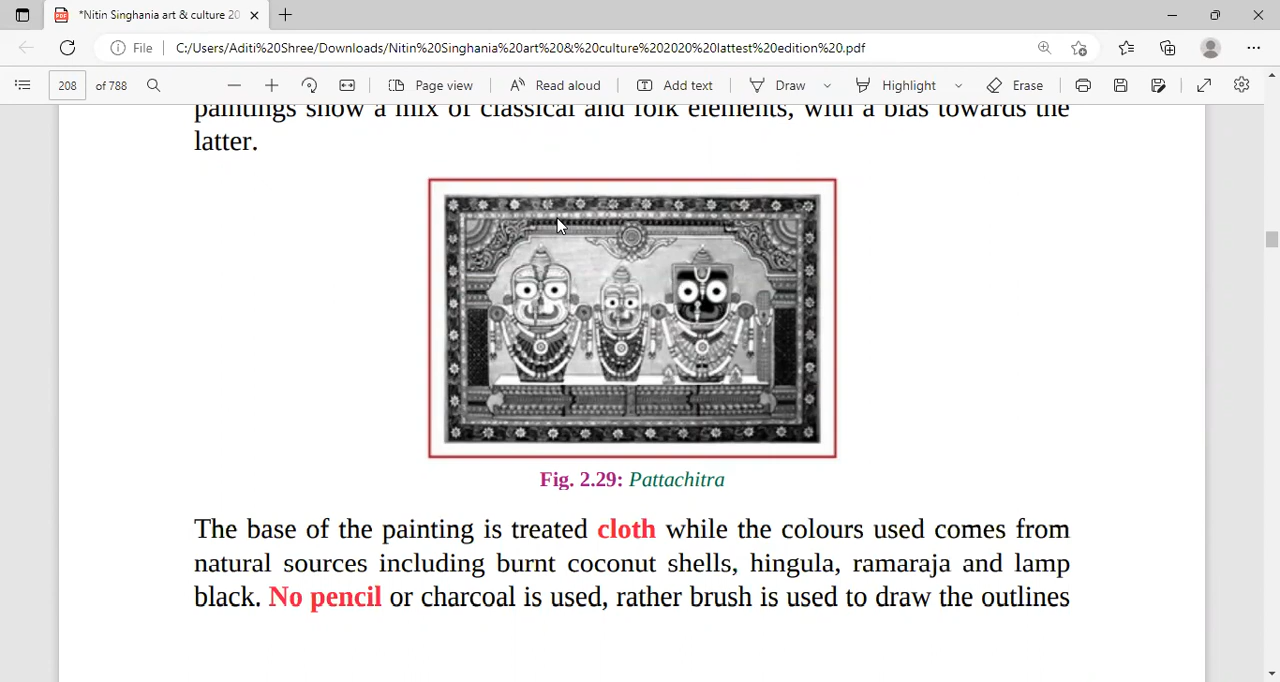 *Nitin Singhania art & culture 20
File
C:/Users/Aditi%20Shree/Downloads/Nitin%20Singhania%20art%20&%20culture%202020%20lattest%20edition%20.pdf
208 of 788
Page view
Read aloud
Add text
Draw
Highlight
Erase
paintings show a mix of classical and folk elements, with a bias towards the
latter.
Fig. 2.29: Pattachitra
The base of the painting is treated cloth while the colours used comes from
natural sources including burnt coconut shells, hingula, ramaraja and lamp
black. No pencil or charcoal is used, rather brush is used to draw the outlines